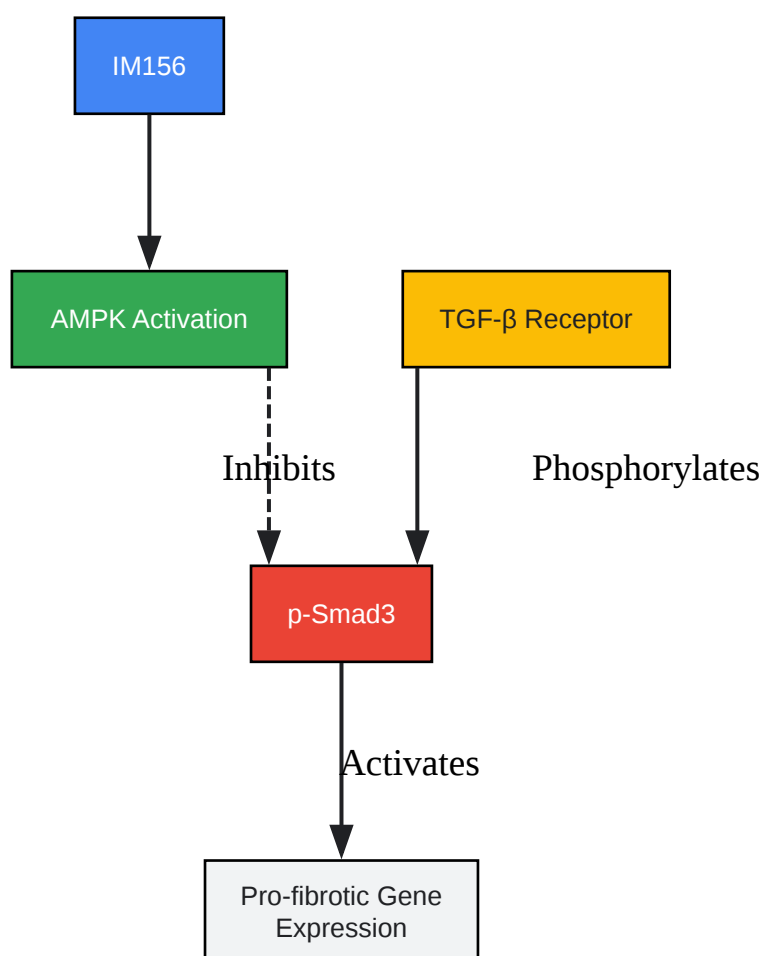 IM156
AMPK Activation
TGF-β Receptor
Inhibits
Phosphorylates
p-Smad3
Activates
Pro-fibrotic Gene
Expression